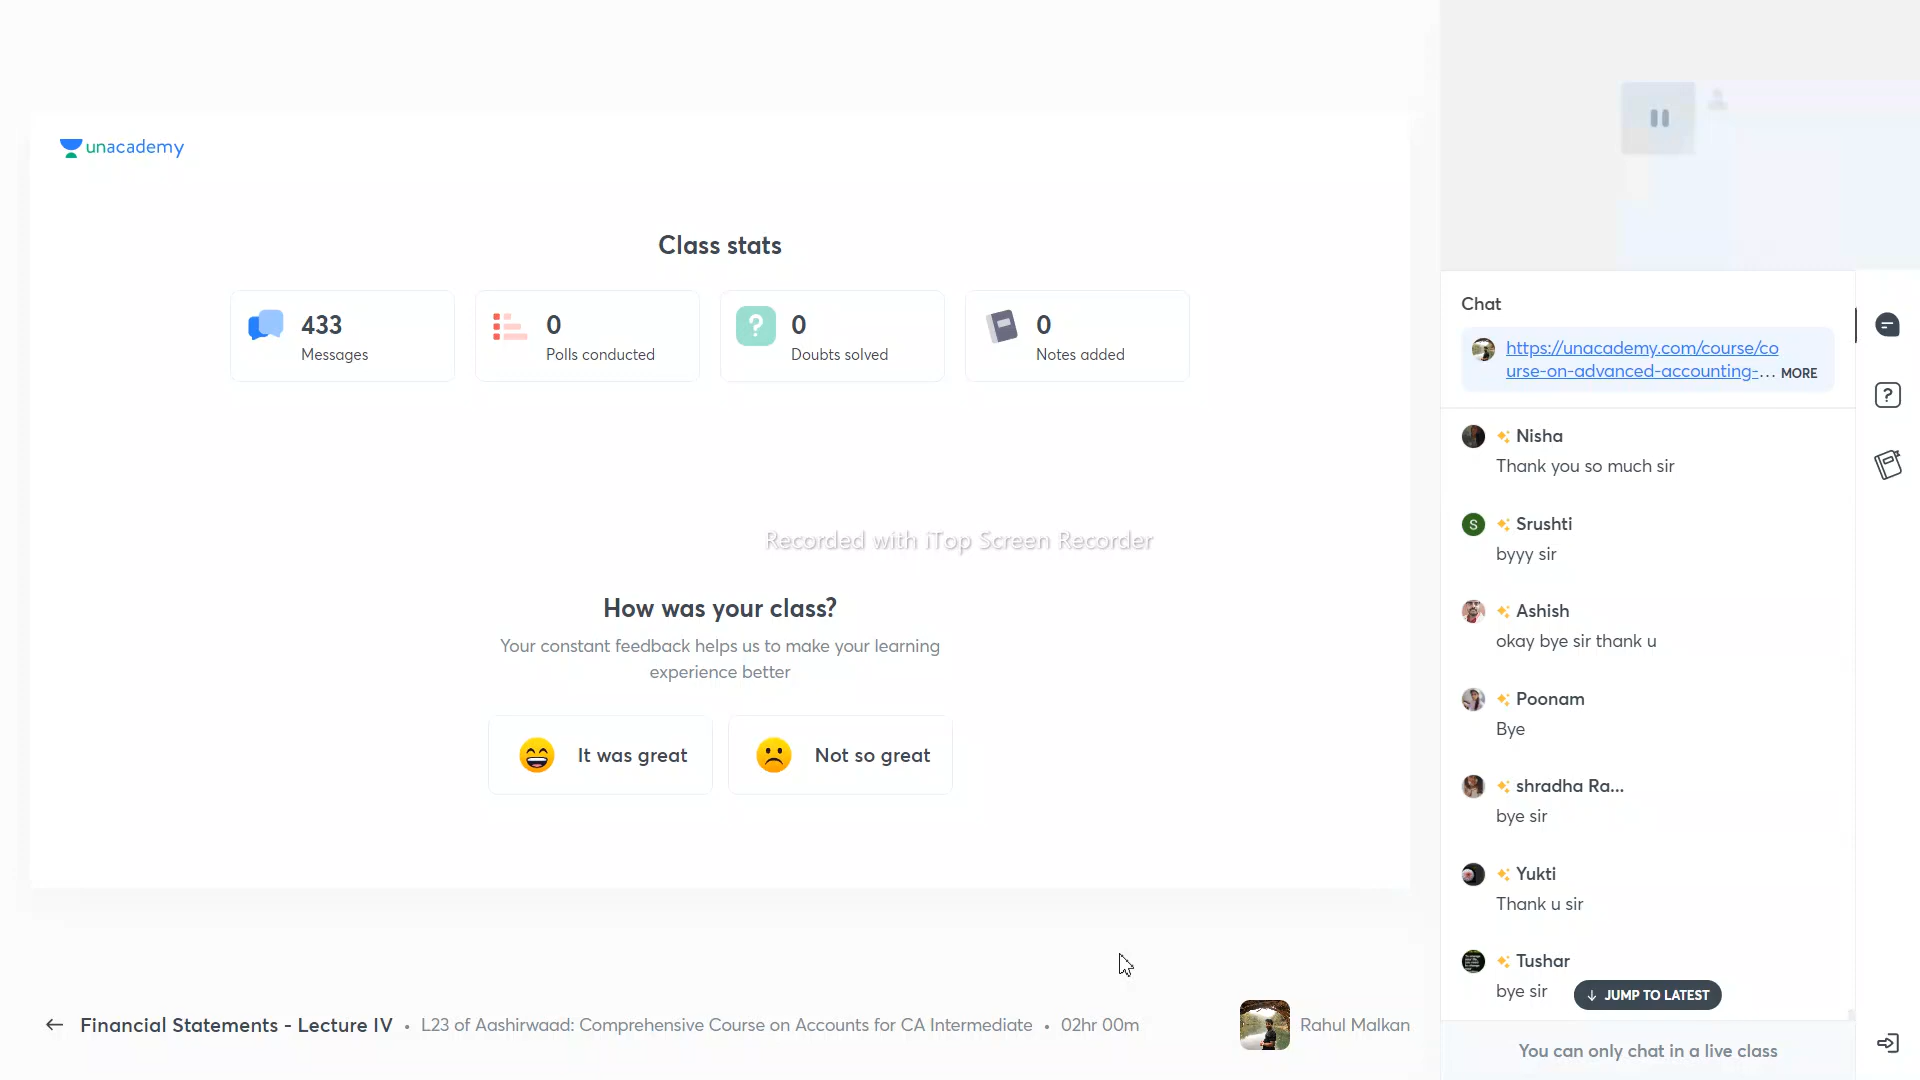 unacademy
Class stats
433
Messages
0
Polls conducted
0
Doubts solved
0
Notes added
Recorded with iTop Screen Recorder
How was your class?
Your constant feedback helps us to make your learning
experience better
It was great
Not so great
Financial Statements - Lecture IV • L23 of Aashirwaad: Comprehensive Course on Accounts for CA Intermediate • 02hr 00m
Rahul Malkan
Chat
https://unacademy.com/course/co
urse-on-advanced-accounting-... MORE
Nisha
Thank you so much sir
S Srushti
byyy sir
Ashish
okay bye sir thank u
Poonam
Bye
shradha Ra...
bye sir
Yukti
Thank u sir
Tushar
bye sir
JUMP TO LATEST
You can only chat in a live class